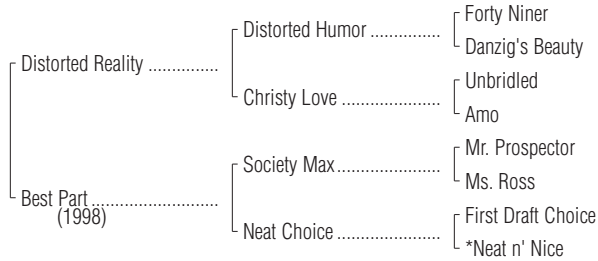 Forty Niner
Distorted Humor ...............
Danzig's Beauty
Distorted Reality ...............
Unbridled
Christy Love .....................
Amo
Mr. Prospector
Society Max......................
Ms. Ross
Best Part ...........................
(1998)
First Draft Choice
Neat Choice ......................
*Neat n' Nice